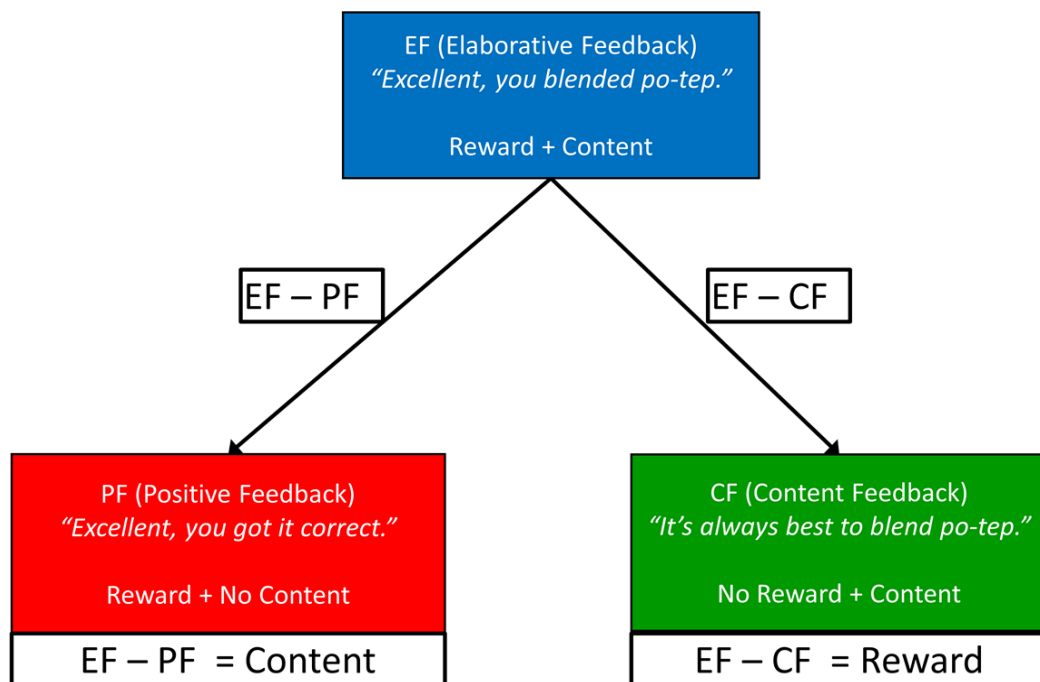 EF (Elaborative Feedback)
“Excellent, you blended po-tep.”
Reward + Content
EF – PF
EF – CF
PF (Positive Feedback)
“Excellent, you got it correct.”
Reward + No Content
EF – PF  = Content
CF (Content Feedback)
“It’s always best to blend po-tep.”
No Reward + Content
EF – CF  = Reward